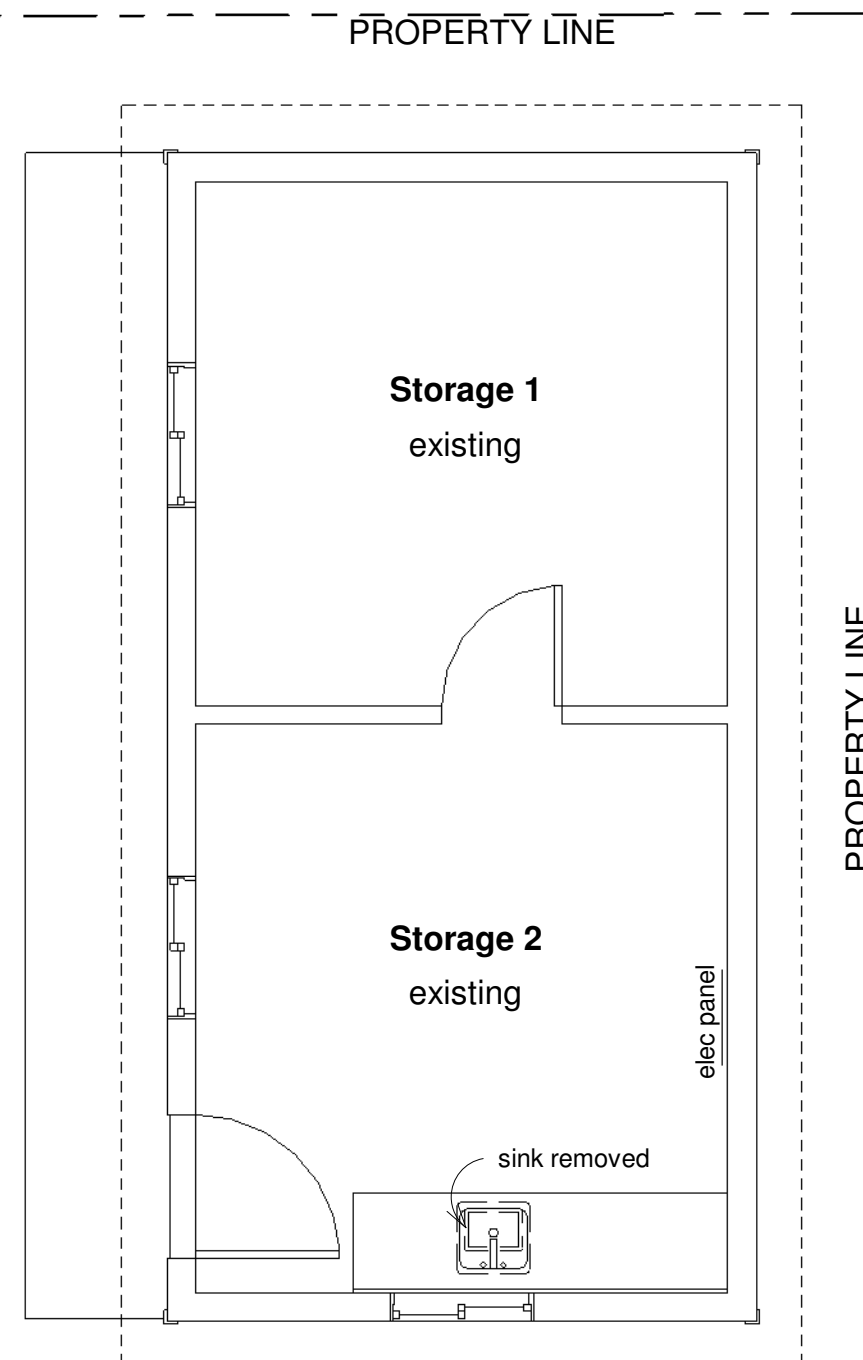 PROPERTY LINE
Storage 1
existing
PROPERTY LINE
Storage 2
existing
elec panel
sink removed